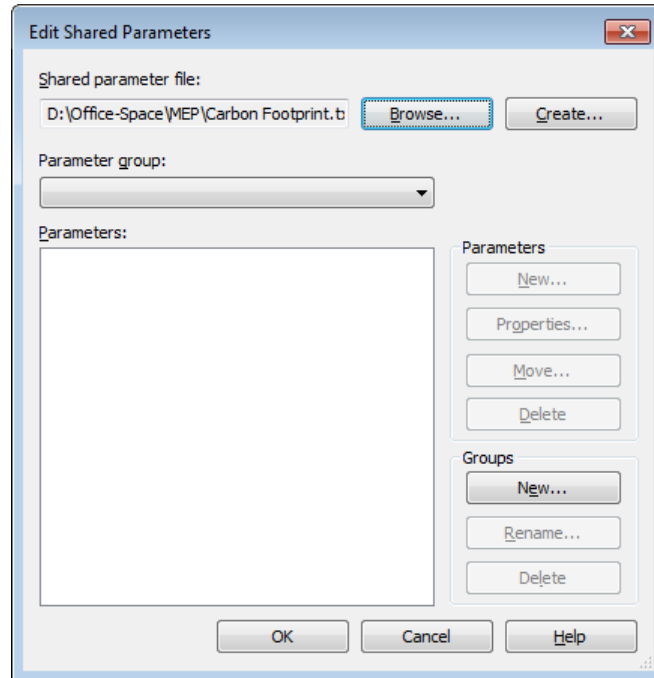 Edit Shared Parameters
Shared parameter file:
D:\Office-Space\MEP\Carbon Footprint.t
Browse...
Create...
Parameter group:
Parameters:
Parameters
New...
Properties...
Move...
Delete
Groups
New...
Rename...
Delete
OK
Cancel
Help